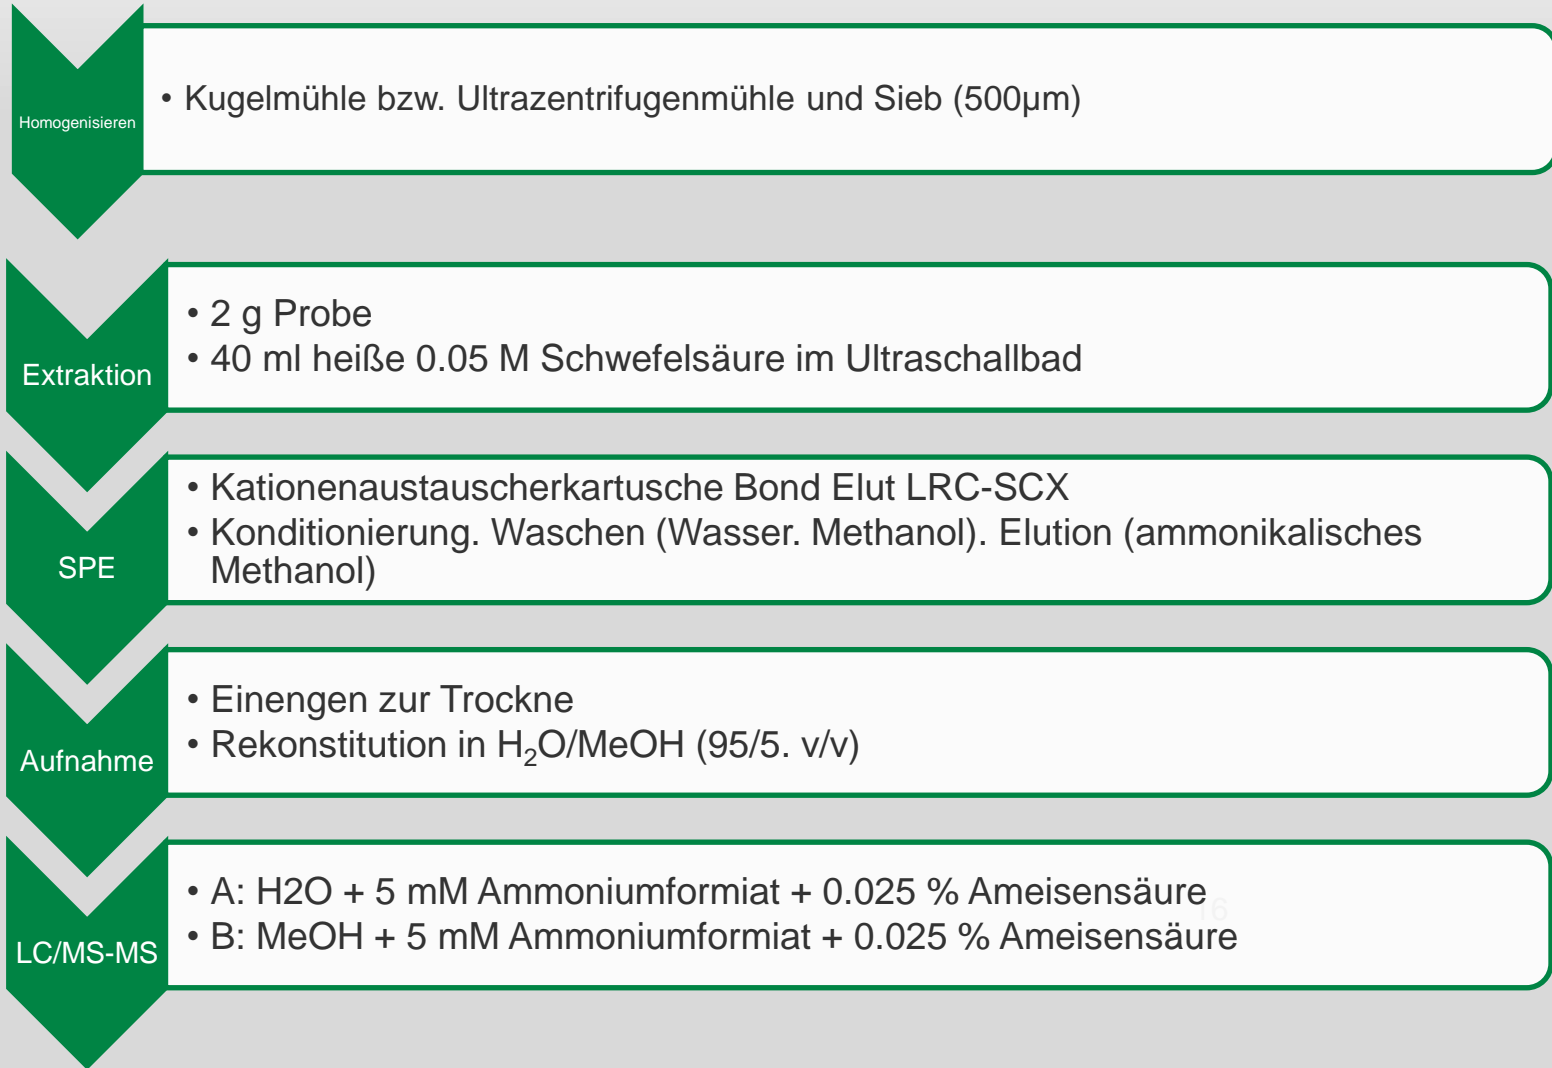 Homogenisieren
• Kugelmühle bzw. Ultrazentrifugenmühle und Sieb (500µm)
Extraktion
• 2 g Probe
• 40 ml heiße 0.05 M Schwefelsäure im Ultraschallbad
SPE
• Kationenaustauscherkartusche Bond Elut LRC-SCX
• Konditionierung. Waschen (Wasser. Methanol). Elution (ammonikalisches
Methanol)
Aufnahme
• Einengen zur Trockne
• Rekonstitution in H₂O/MeOH (95/5. v/v)
LC/MS-MS
• A: H2O + 5 mM Ammoniumformiat + 0.025 % Ameisensäure
16
• B: MeOH + 5 mM Ammoniumformiat + 0.025 % Ameisensäure